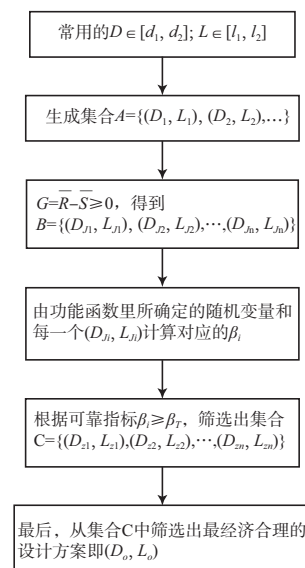 常用的D∈[d₁, d₂]; L∈[l₁, l₂]
生成集合A={(D₁, L₁), (D₂, L₂),…}
G=R̅–S̅≥0，得到
B={(D_J1, L_J1), (D_J2, L_J2),⋯,(D_Jn, L_Jn)}
由功能函数里所确定的随机变量和
每一个(D_Ji, L_Ji)计算对应的βᵢ
根据可靠指标βᵢ≥β_T，筛选出集合
C={(D_z1, L_z1),(D_z2, L_z2),⋯,(D_zn, L_zn)}
最后，从集合C中筛选出最经济合理的
设计方案即(Dₒ, Lₒ)